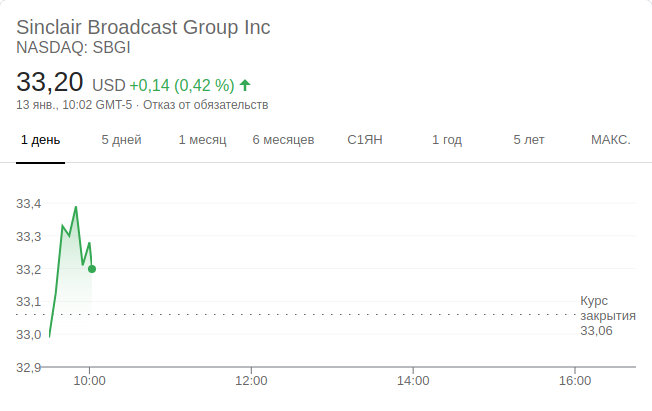 Sinclair Broadcast Group Inc
NASDAQ: SBGI
33,20 USD +0,14 (0,42 %)
13 янв., 10:02 GMT-5 · Отказ от обязательств
1 день 5 дней 1 месяц 6 месяцев С1ЯН 1 год 5 лет МАКС.
33,4
33,3
33,2
33,1
Курс
закрытия
33,06
33,0
32,9
10:00 12:00 14:00 16:00